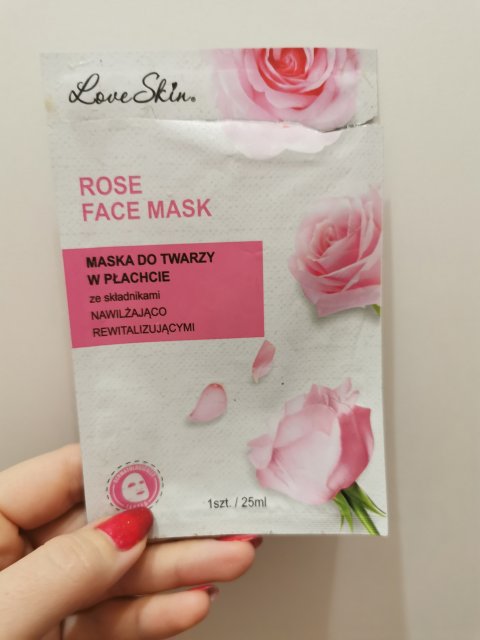 Love Skin®
ROSE
FACE MASK
MASKA DO TWARZY
W PŁACHCIE
ze składnikami
NAWILŻAJĄCO
REWITALIZUJĄCYMI
1szt. / 25ml